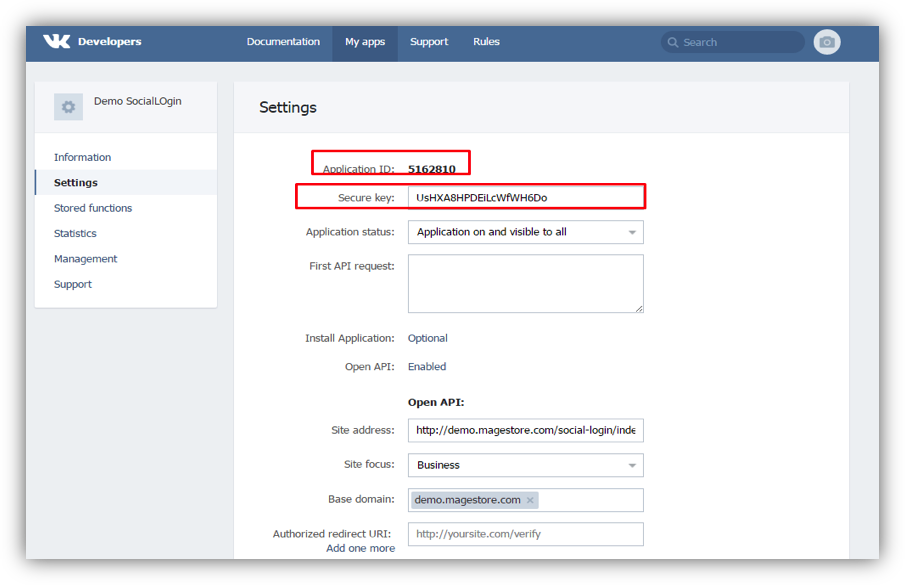 Developers Documentation My apps Support Rules Search
Demo SocialLOgin
Information
Settings
Stored functions
Statistics
Management
Support
Settings
Application ID: 5162810
Secure key: UsHXA8HPDEiLcWfWH6Do
Application status: Application on and visible to all
First API request:
Install Application: Optional
Open API: Enabled
Open API:
Site address: http://demo.magestore.com/social-login/inde
Site focus: Business
Base domain: demo.magestore.com ×
Authorized redirect URI: http://yoursite.com/verify
Add one more